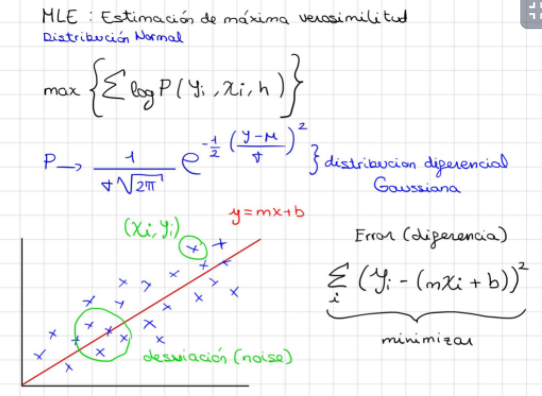 MLE : Estimación de máxima verosimilitud
Distribución Normal
max { Σ log P ( yi , xi , h ) }
P → 1 / σ√2π e^(-1/2 ((y-μ)/σ)^2) } distribucion diferencial
Gaussiana
(xi, yi)
y=mx+b
Error (diferencia)
Σ i (yi - (mxi + b))^2
minimizar
desviación (noise)